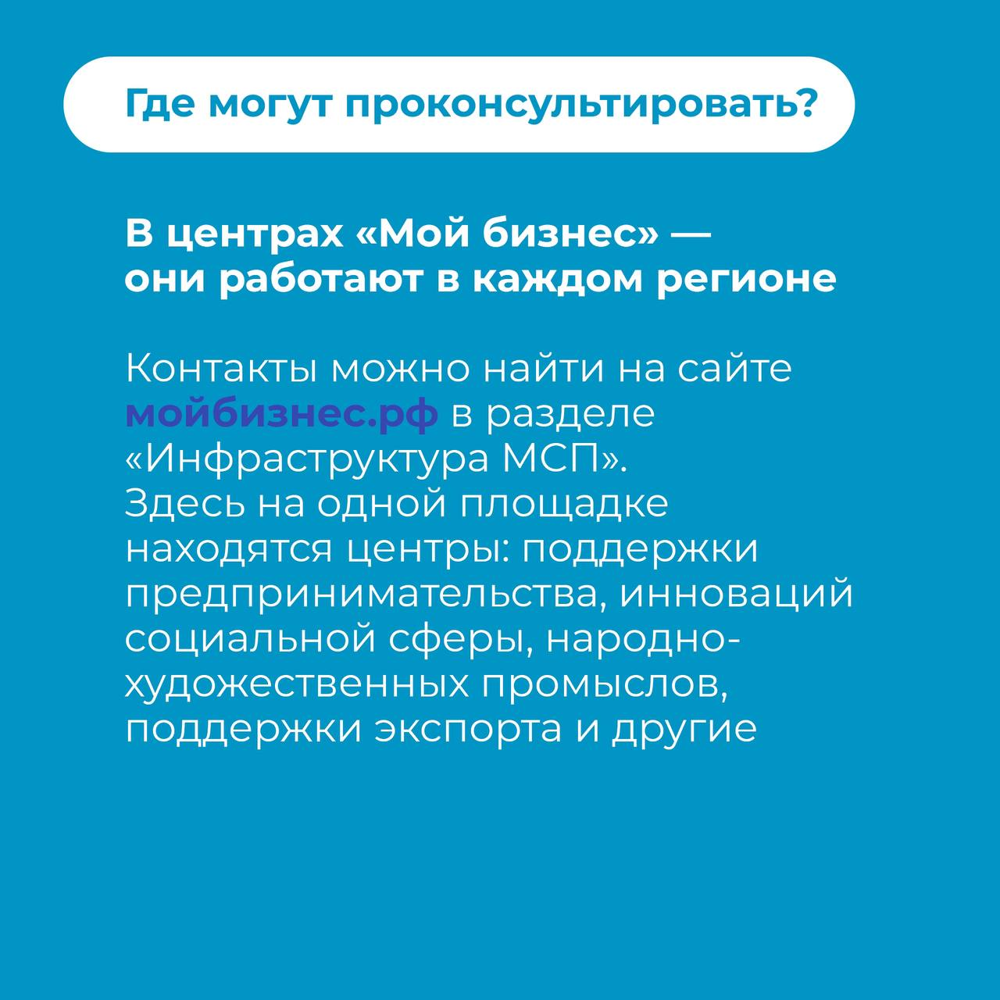 Где могут проконсультировать?
В центрах «Мой бизнес» —
они работают в каждом регионе
Контакты можно найти на сайте
мойбизнес.рф в разделе
«Инфраструктура МСП».
Здесь на одной площадке
находятся центры: поддержки
предпринимательства, инноваций
социальной сферы, народно-
художественных промыслов,
поддержки экспорта и другие